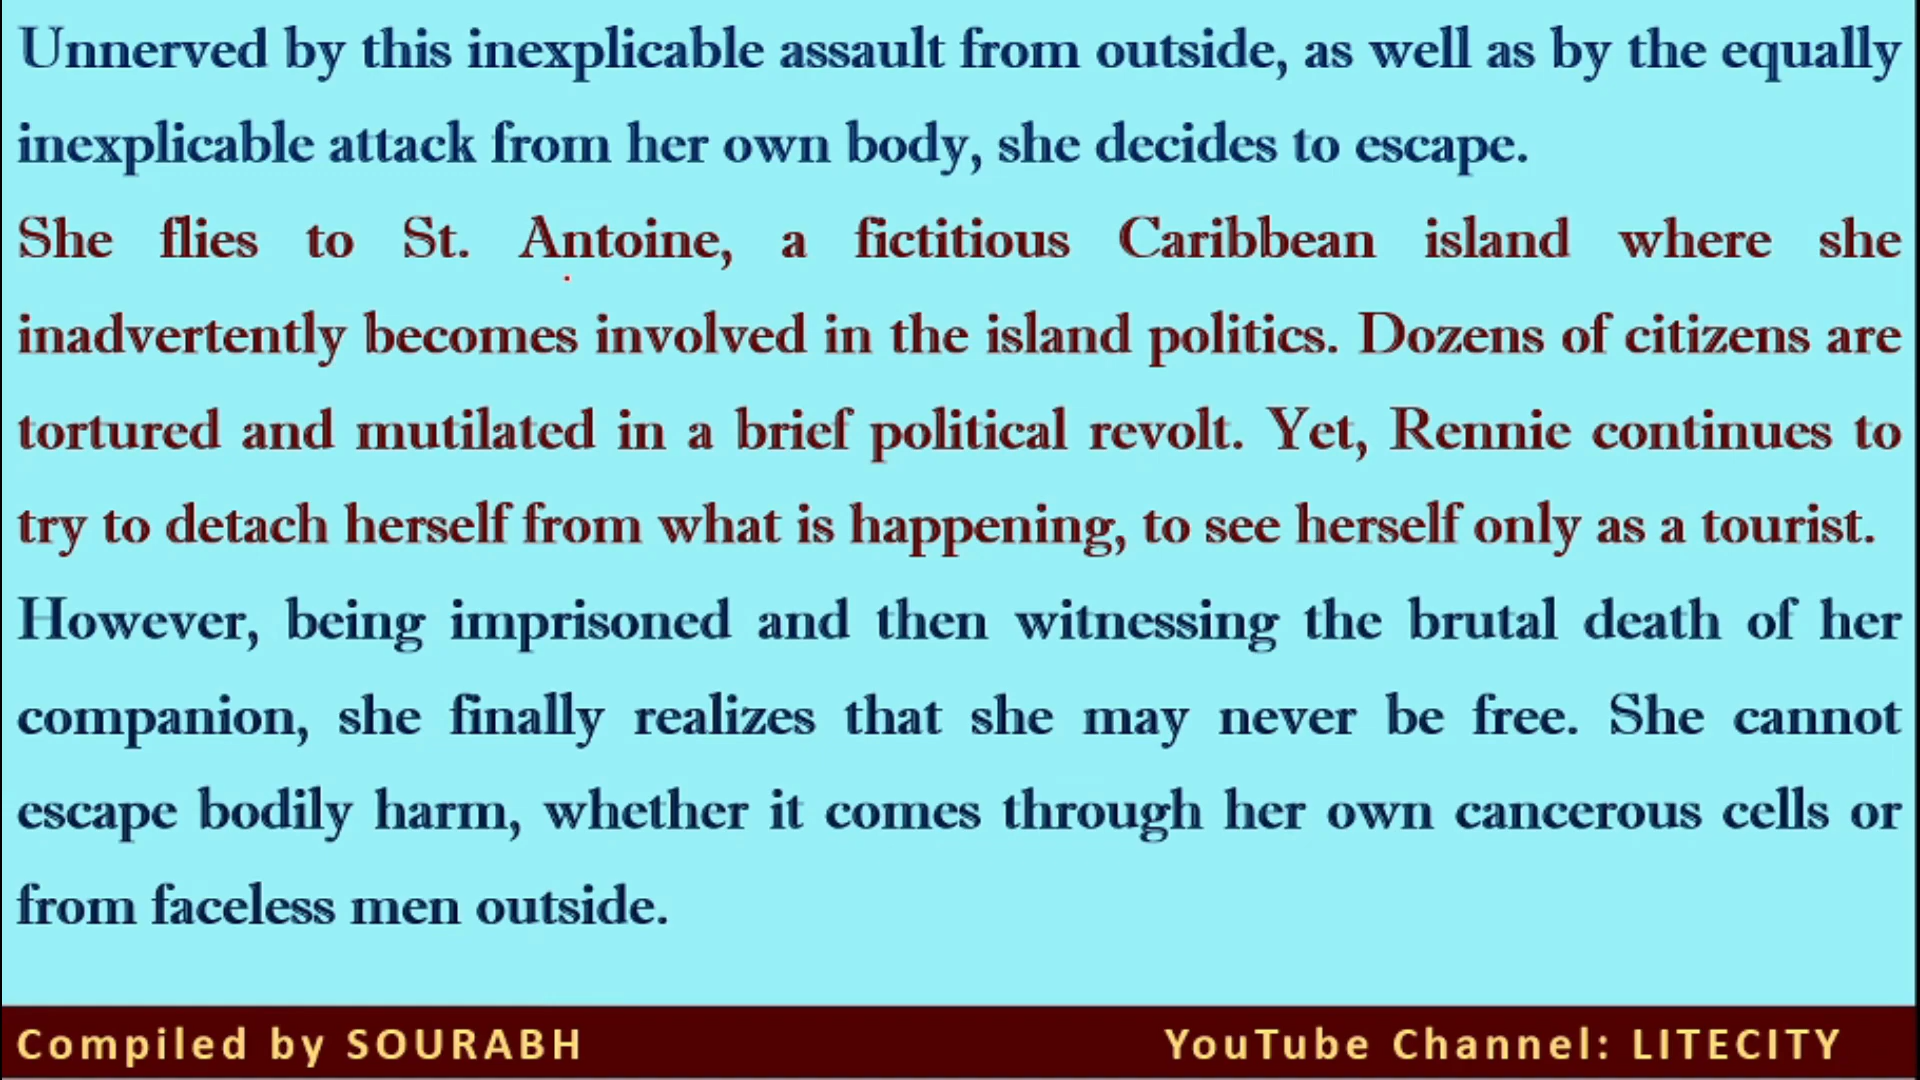 Unnerved by this inexplicable assault from outside, as well as by the equally
inexplicable attack from her own body, she decides to escape.
She flies to St. Antoine, a fictitious Caribbean island where she
inadvertently becomes involved in the island politics. Dozens of citizens are
tortured and mutilated in a brief political revolt. Yet, Rennie continues to
try to detach herself from what is happening, to see herself only as a tourist.
However, being imprisoned and then witnessing the brutal death of her
companion, she finally realizes that she may never be free. She cannot
escape bodily harm, whether it comes through her own cancerous cells or
from faceless men outside.
Compiled by SOURABH YouTube Channel: LITECITY